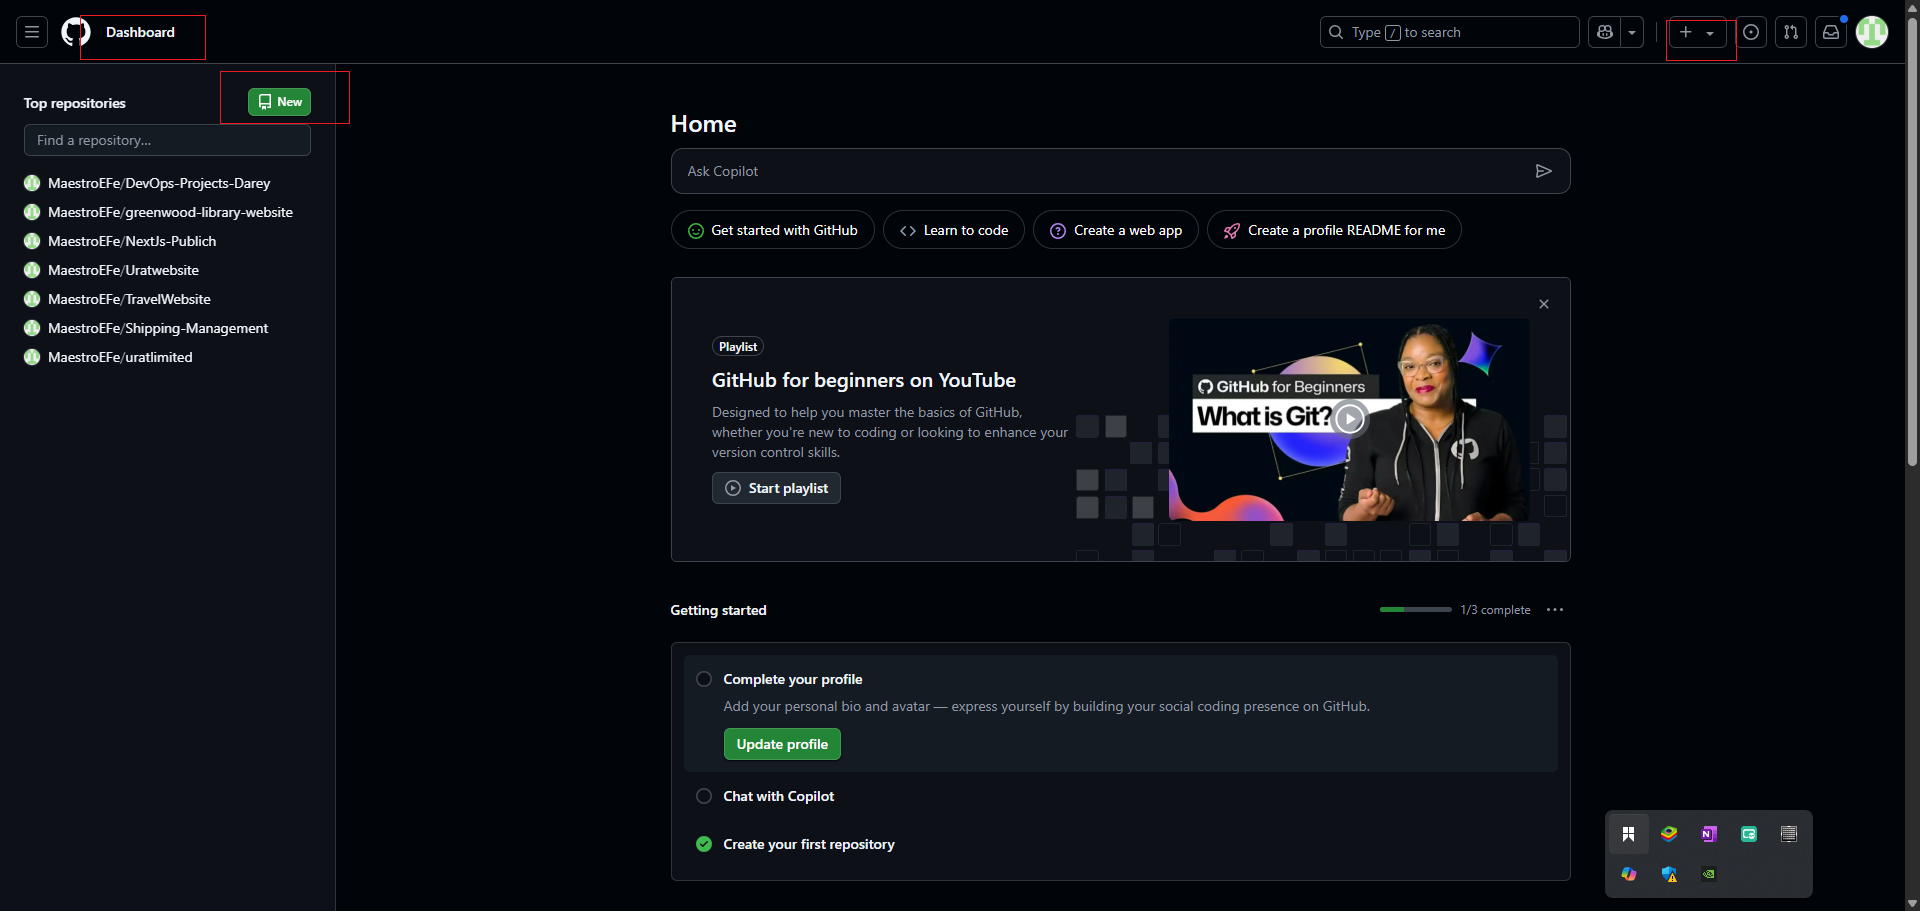 Dashboard
Type / to search
Top repositories
New
Find a repository...
MaestroEFe/DevOps-Projects-Darey
MaestroEFe/greenwood-library-website
MaestroEFe/NextJs-Publich
MaestroEFe/Uratwebsite
MaestroEFe/TravelWebsite
MaestroEFe/Shipping-Management
MaestroEFe/uratlimited
Home
Ask Copilot
Get started with GitHub
Learn to code
Create a web app
Create a profile README for me
Playlist
GitHub for beginners on YouTube
Designed to help you master the basics of GitHub,
whether you're new to coding or looking to enhance your
version control skills.
Start playlist
GitHub for Beginners
What is Git?
Getting started
1/3 complete
Complete your profile
Add your personal bio and avatar — express yourself by building your social coding presence on GitHub.
Update profile
Chat with Copilot
Create your first repository
N